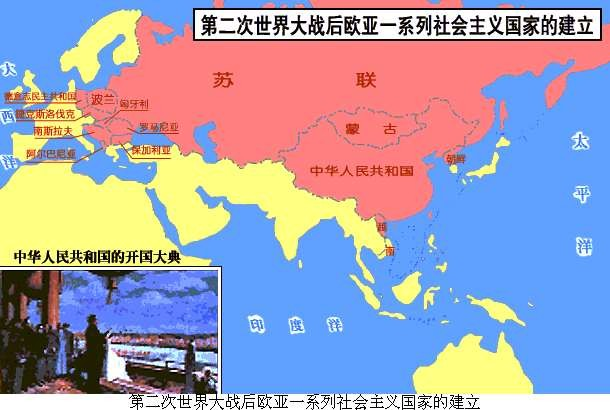 第二次世界大战后欧亚一系列社会主义国家的建立
苏 联
大
西
洋
德意志民主共和国
波兰
匈牙利
捷克斯洛伐克
南斯拉夫
罗马尼亚
阿尔巴尼亚
保加利亚
蒙 古
中华人民共和国
朝鲜
太
平
洋
越
南
印 度 洋
中华人民共和国的开国大典
第二次世界大战后欧亚一系列社会主义国家的建立